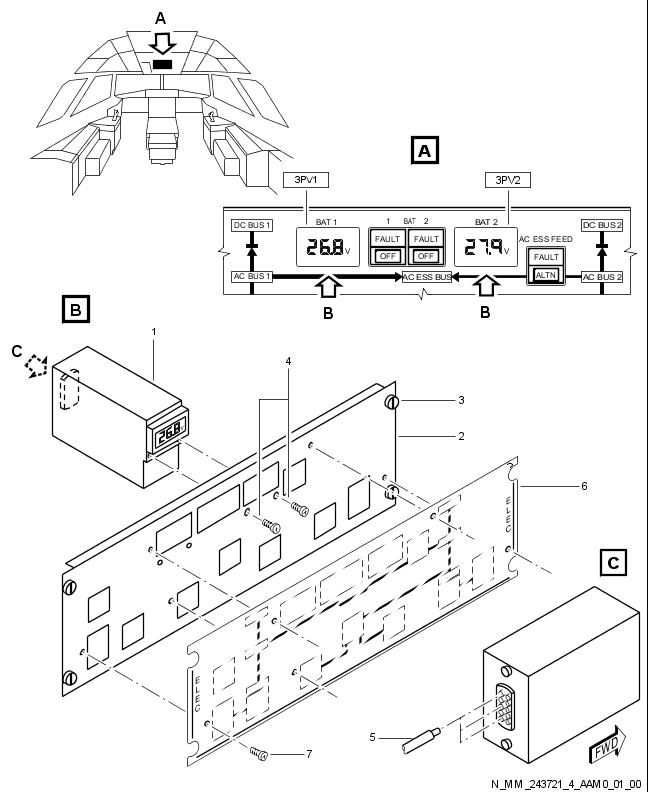 A
A
3PV1
3PV2
BAT 1
1 BAT 2
BAT 2
DC BUS 1
DC BUS 2
26.8 V
FAULT
FAULT
27.9 V
AC ESS FEED
OFF
OFF
FAULT
AC BUS 1
AC ESS BUS
ALTN
AC BUS 2
B
B
B
C
1
4
26.8
3
2
6
ELEC
C
ELEC
5
7
FWD
N_MM_243721_4_AAM0_01_00